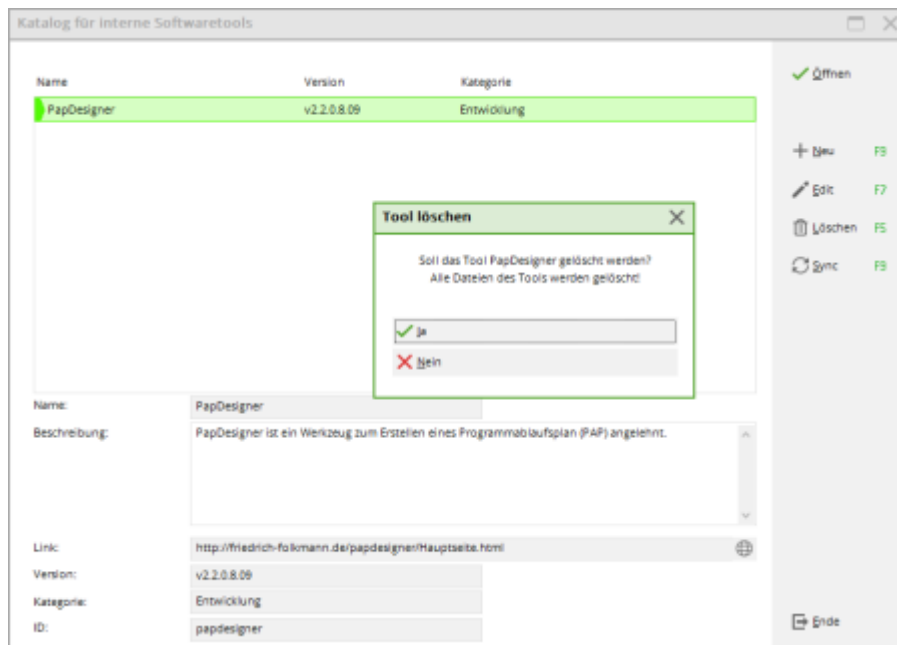 Katalog für interne Softwaretools
Name Version Kategorie
PapDesigner v2.2.0.8.09 Entwicklung
Öffnen
Neu F9
Edit F7
Löschen F5
Sync F9
Tool löschen
Soll das Tool PapDesigner gelöscht werden?
Alle Dateien des Tools werden gelöscht!
Ja
Nein
Name: PapDesigner
Beschreibung: PapDesigner ist ein Werkzeug zum Erstellen eines Programmablaufsplan (PAP) angelehnt.
Link: http://friedrich-folkmann.de/papdesigner/Hauptseite.html
Version: v2.2.0.8.09
Kategorie: Entwicklung
ID: papdesigner
Ende